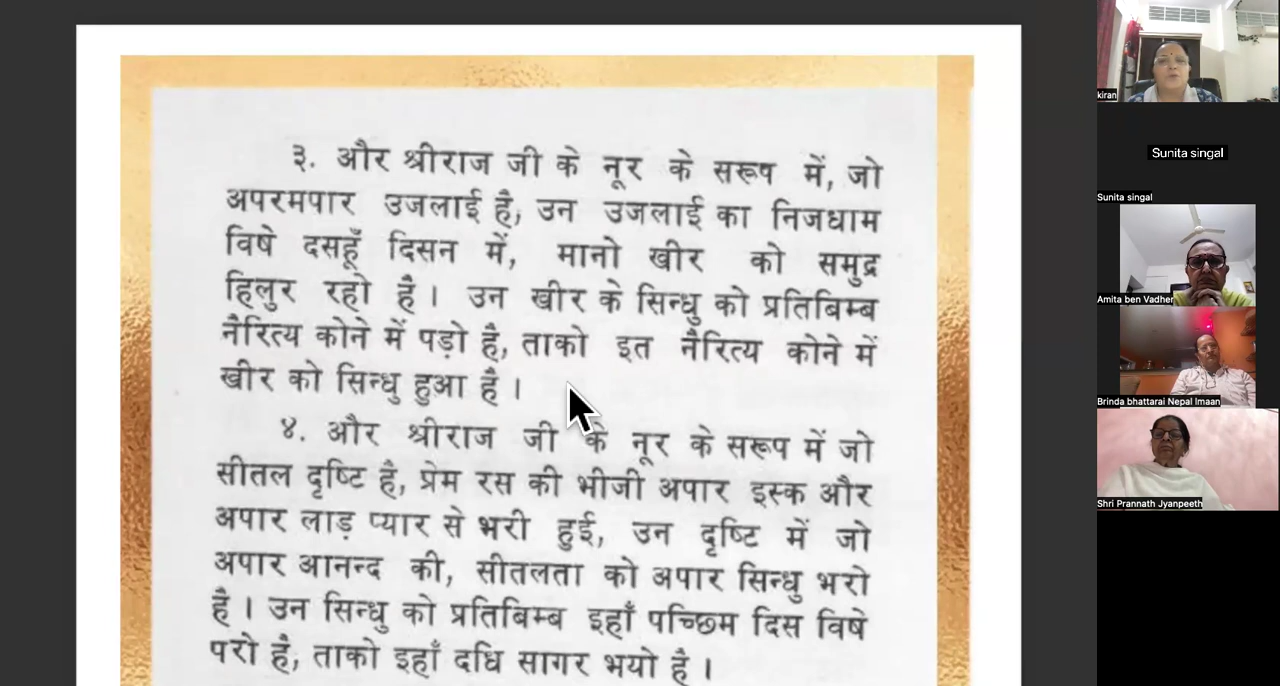 ३. और श्रीराज जी के नूर के सरूप में, जो
अपरमपार उजलाई है, उन उजलाई का निजधाम
विषे दसहूँ दिसन में, मानो खीर को समुद्र
हिलुर रहो है। उन खीर के सिन्धु को प्रतिबिम्ब
नैरित्य कोने में पड़ो है, ताको इत नैरित्य कोने में
खीर को सिन्धु हुआ है।
४. और श्रीराज जी के नूर के सरूप में जो
सीतल दृष्टि है, प्रेम रस की भीजी अपार इस्क और
अपार लाड़ प्यार से भरी हुई, उन दृष्टि में जो
अपार आनन्द की, सीतलता को अपार सिन्धु भरो
है। उन सिन्धु को प्रतिबिम्ब इहाँ पच्छिम दिस विषे
परो है, ताको इहाँ दधि सागर भयो है।
kiran
Sunita singal
Sunita singal
Amita ben Vadher
Brinda bhattarai Nepal Imaan
Shri Prannath Jyanpeeth